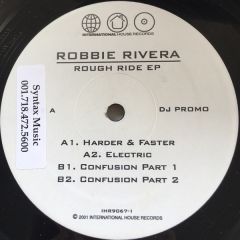 INTERNATIONAL HOUSE RECORDS
ROBBIE RIVERA
ROUGH RIDE EP
Syntax Music
001.718.472.5600
A
DJ PROMO
A1. HARDER & FASTER
A2. ELECTRIC
B1. CONFUSION PART 1
B2. CONFUSION PART 2
IHR9067-1
© 2001 INTERNATIONAL HOUSE RECORDS